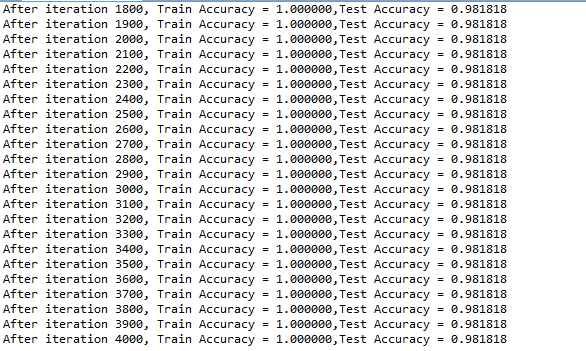 After iteration 1800, Train Accuracy = 1.000000,Test Accuracy = 0.981818
After iteration 1900, Train Accuracy = 1.000000,Test Accuracy = 0.981818
After iteration 2000, Train Accuracy = 1.000000,Test Accuracy = 0.981818
After iteration 2100, Train Accuracy = 1.000000,Test Accuracy = 0.981818
After iteration 2200, Train Accuracy = 1.000000,Test Accuracy = 0.981818
After iteration 2300, Train Accuracy = 1.000000,Test Accuracy = 0.981818
After iteration 2400, Train Accuracy = 1.000000,Test Accuracy = 0.981818
After iteration 2500, Train Accuracy = 1.000000,Test Accuracy = 0.981818
After iteration 2600, Train Accuracy = 1.000000,Test Accuracy = 0.981818
After iteration 2700, Train Accuracy = 1.000000,Test Accuracy = 0.981818
After iteration 2800, Train Accuracy = 1.000000,Test Accuracy = 0.981818
After iteration 2900, Train Accuracy = 1.000000,Test Accuracy = 0.981818
After iteration 3000, Train Accuracy = 1.000000,Test Accuracy = 0.981818
After iteration 3100, Train Accuracy = 1.000000,Test Accuracy = 0.981818
After iteration 3200, Train Accuracy = 1.000000,Test Accuracy = 0.981818
After iteration 3300, Train Accuracy = 1.000000,Test Accuracy = 0.981818
After iteration 3400, Train Accuracy = 1.000000,Test Accuracy = 0.981818
After iteration 3500, Train Accuracy = 1.000000,Test Accuracy = 0.981818
After iteration 3600, Train Accuracy = 1.000000,Test Accuracy = 0.981818
After iteration 3700, Train Accuracy = 1.000000,Test Accuracy = 0.981818
After iteration 3800, Train Accuracy = 1.000000,Test Accuracy = 0.981818
After iteration 3900, Train Accuracy = 1.000000,Test Accuracy = 0.981818
After iteration 4000, Train Accuracy = 1.000000,Test Accuracy = 0.981818